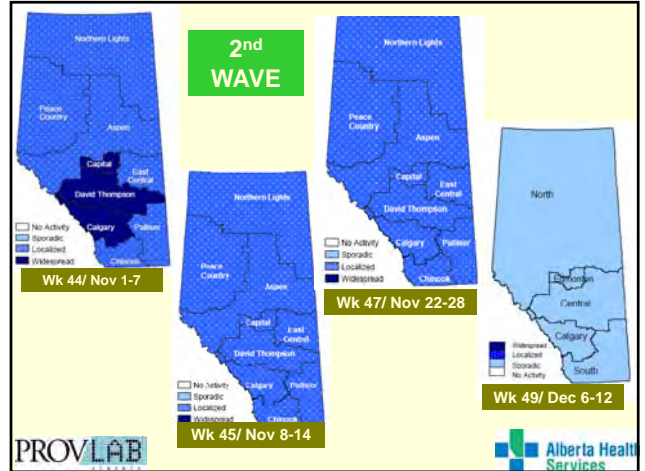 2nd
WAVE
Northern Lights
Peace
Country
Aspen
Capital
East
Central
David Thompson
Calgary
Palliser
Chinook
No Activity
Sporadic
Localized
Widespread
Wk 44/ Nov 1-7
Northern Lights
Peace
Country
Aspen
Capital
East
Central
David Thompson
Calgary
Palliser
Chinook
No Activity
Sporadic
Localized
Widespread
Wk 45/ Nov 8-14
Northern Lights
Peace
Country
Aspen
Capital
East
Central
David Thompson
Calgary
Palliser
Chinook
No Activity
Sporadic
Localized
Widespread
Wk 47/ Nov 22-28
North
Edmonton
Central
Calgary
South
Widespread
Localized
Sporadic
No Activity
Wk 49/ Dec 6-12
PROVLAB
Alberta Health
Services